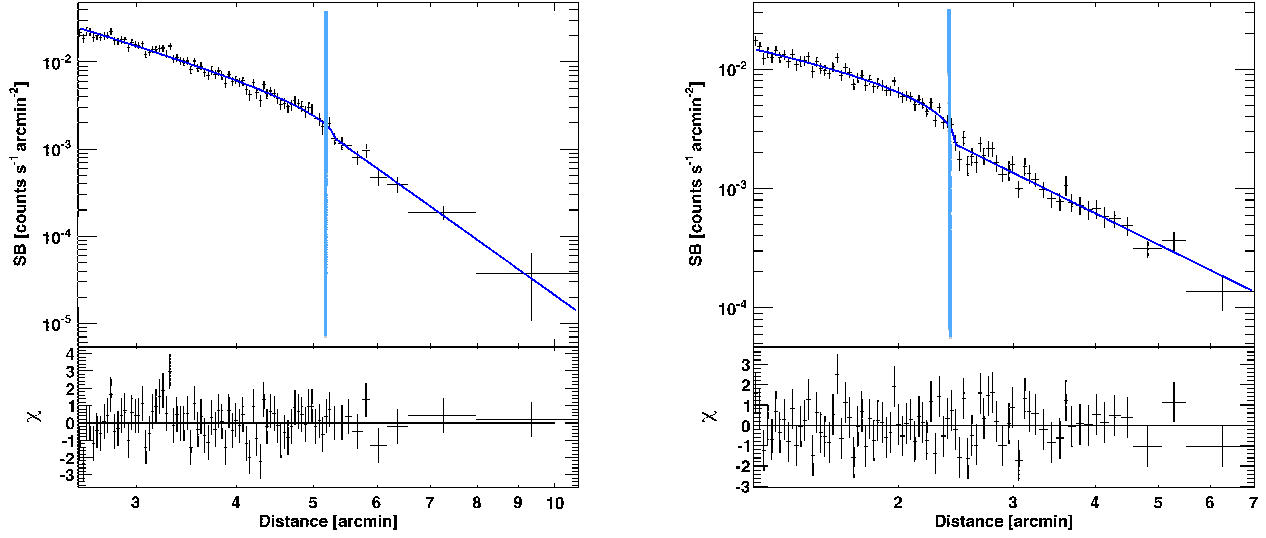 SB [counts s-1 arcmin-2]
10-2
10-3
10-4
10-5
χ
4
3
2
1
0
-1
-2
-3
3 4 5 6 7 8 9 10
Distance [arcmin]
SB [counts s-1 arcmin-2]
10-2
10-3
10-4
χ
3
2
1
0
-1
-2
-3
2 3 4 5 6 7
Distance [arcmin]